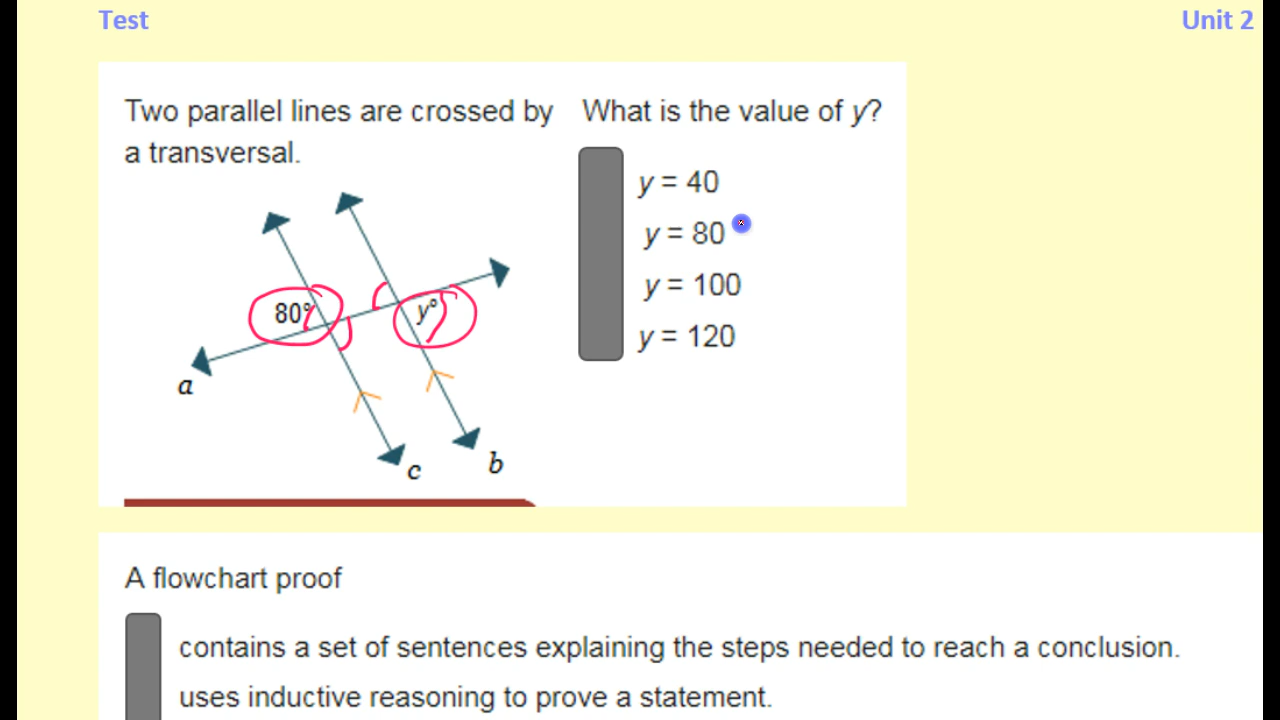 Test
Unit 2
Two parallel lines are crossed by
a transversal.
What is the value of y?
y = 40
y = 80
y = 100
y = 120
80°
y°
a
c
b
A flowchart proof
contains a set of sentences explaining the steps needed to reach a conclusion.
uses inductive reasoning to prove a statement.